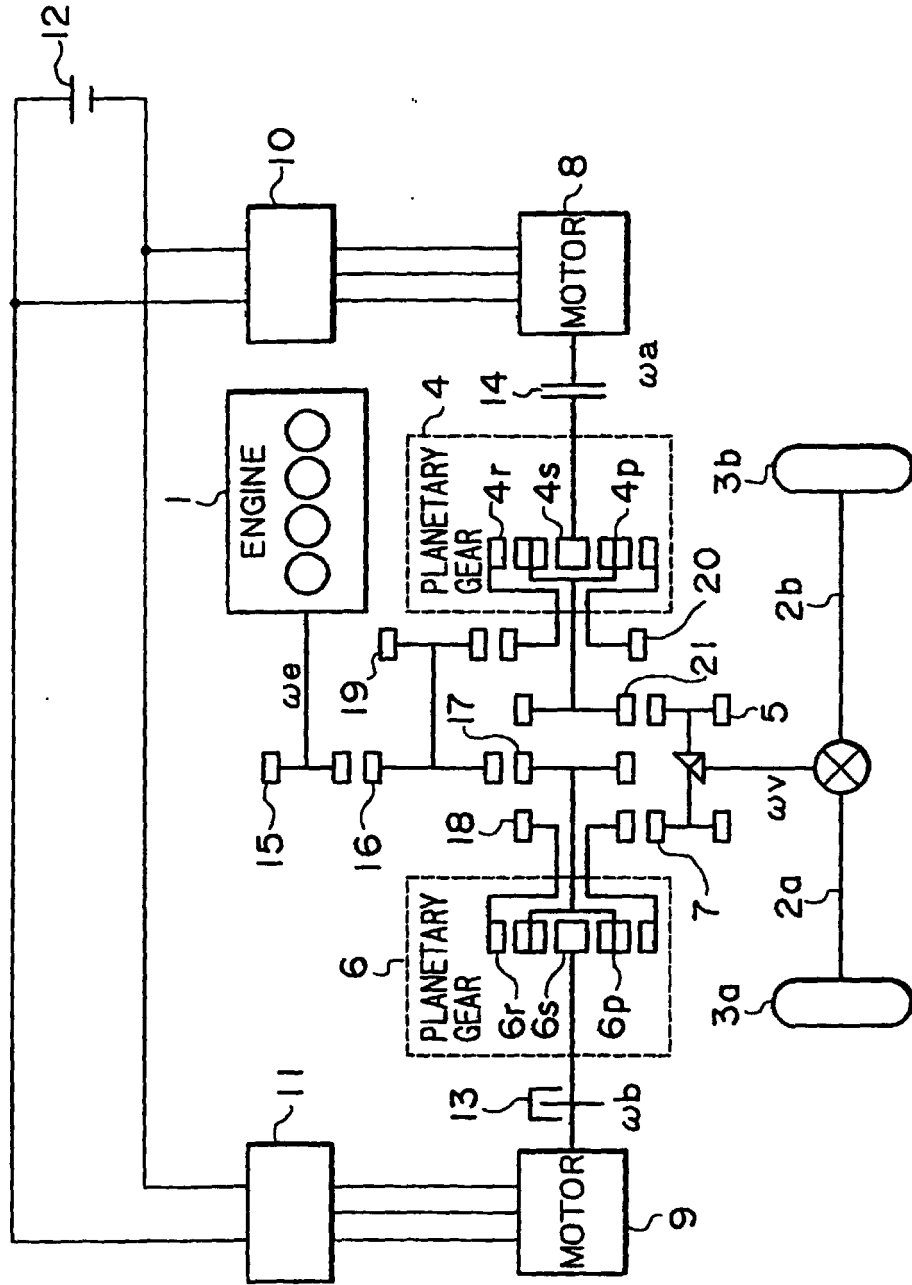 12
10
11
1
ENGINE
8
MOTOR
ωe
15
16
19
17
18
14
ωa
4
PLANETARY
GEAR
4r
4s
4p
20
21
5
6
PLANETARY
GEAR
6r
6s
6p
7
13
ωb
MOTOR
9
ωv
2a
2b
3a
3b